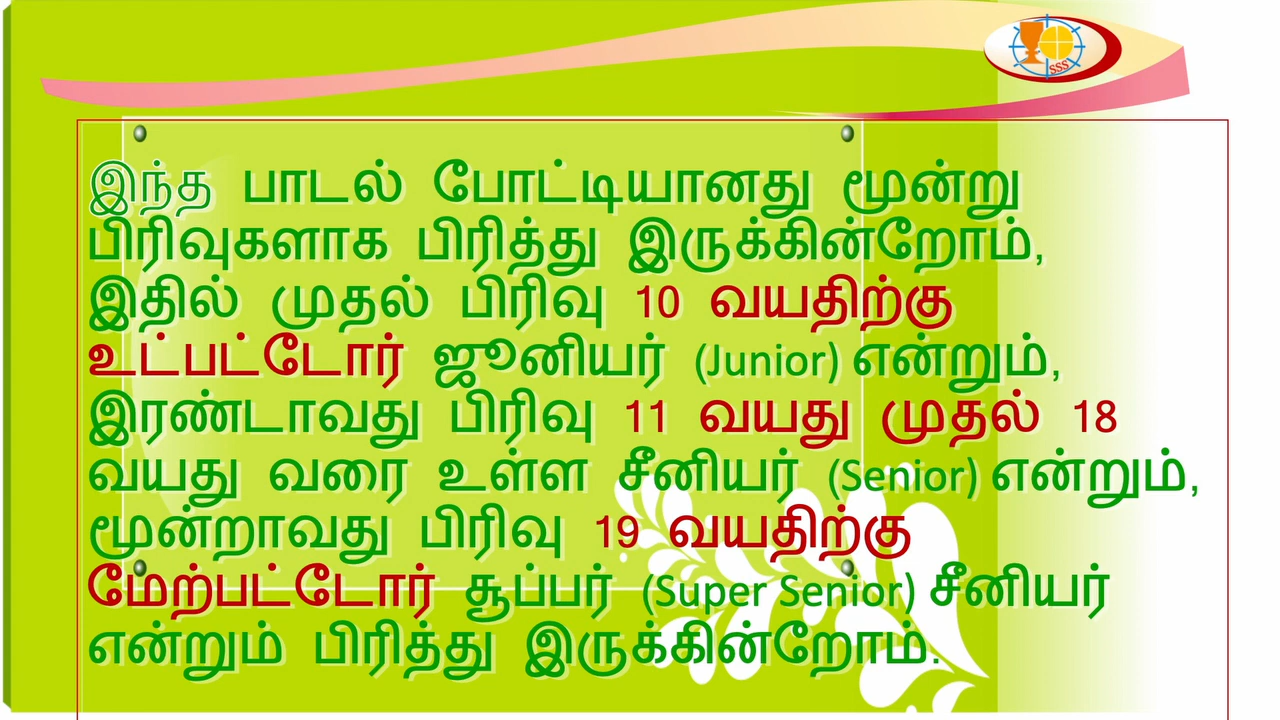 இந்த பாடல் போட்டியானது மூன்று
பிரிவுகளாக பிரித்து இருக்கின்றோம்,
இதில் முதல் பிரிவு 10 வயதிற்கு
உட்பட்டோர் ஜூனியர் (Junior) என்றும்,
இரண்டாவது பிரிவு 11 வயது முதல் 18
வயது வரை உள்ள சீனியர் (Senior) என்றும்,
மூன்றாவது பிரிவு 19 வயதிற்கு
மேற்பட்டோர் சூப்பர் (Super Senior) சீனியர்
என்றும் பிரித்து இருக்கின்றோம்.
SSS